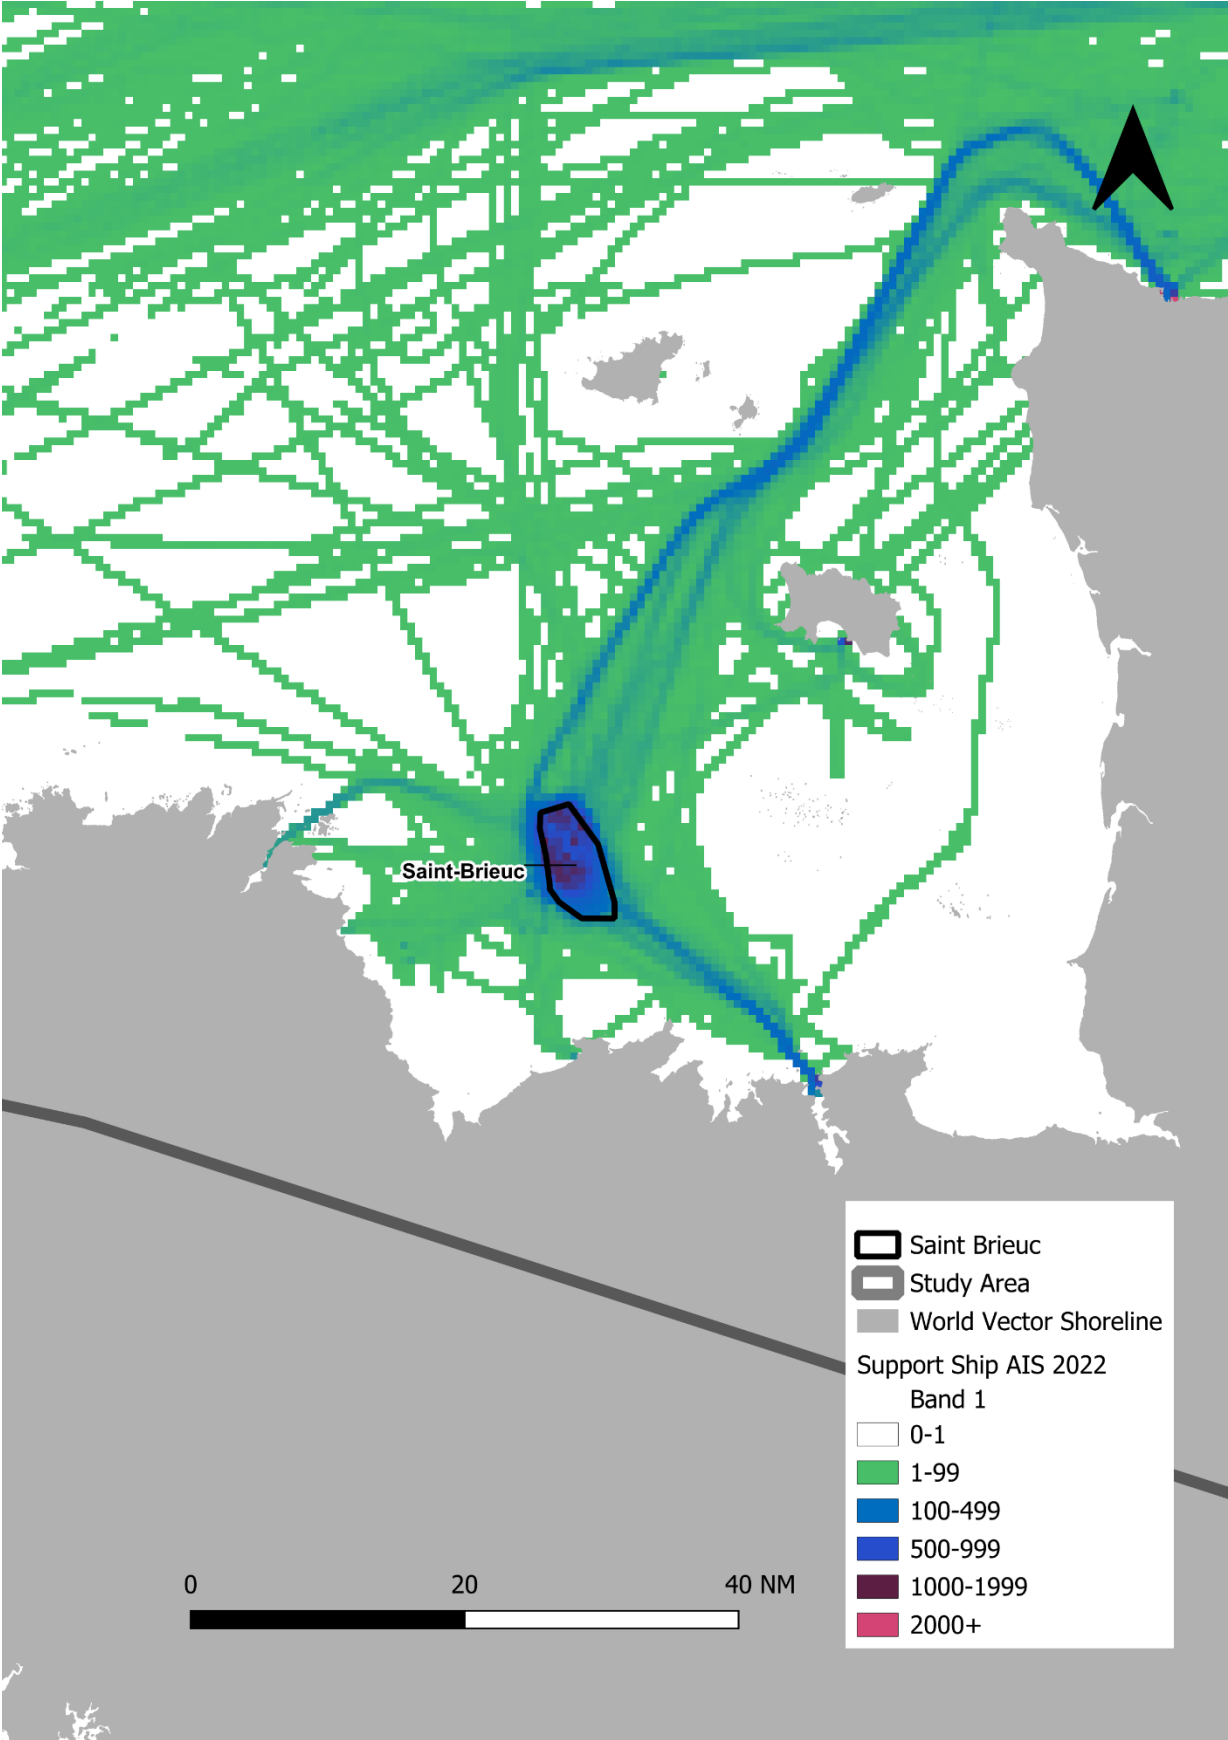 Saint-Brieuc
Saint Brieuc
Study Area
World Vector Shoreline
Support Ship AIS 2022
Band 1
0-1
1-99
100-499
500-999
1000-1999
2000+
0 20 40 NM